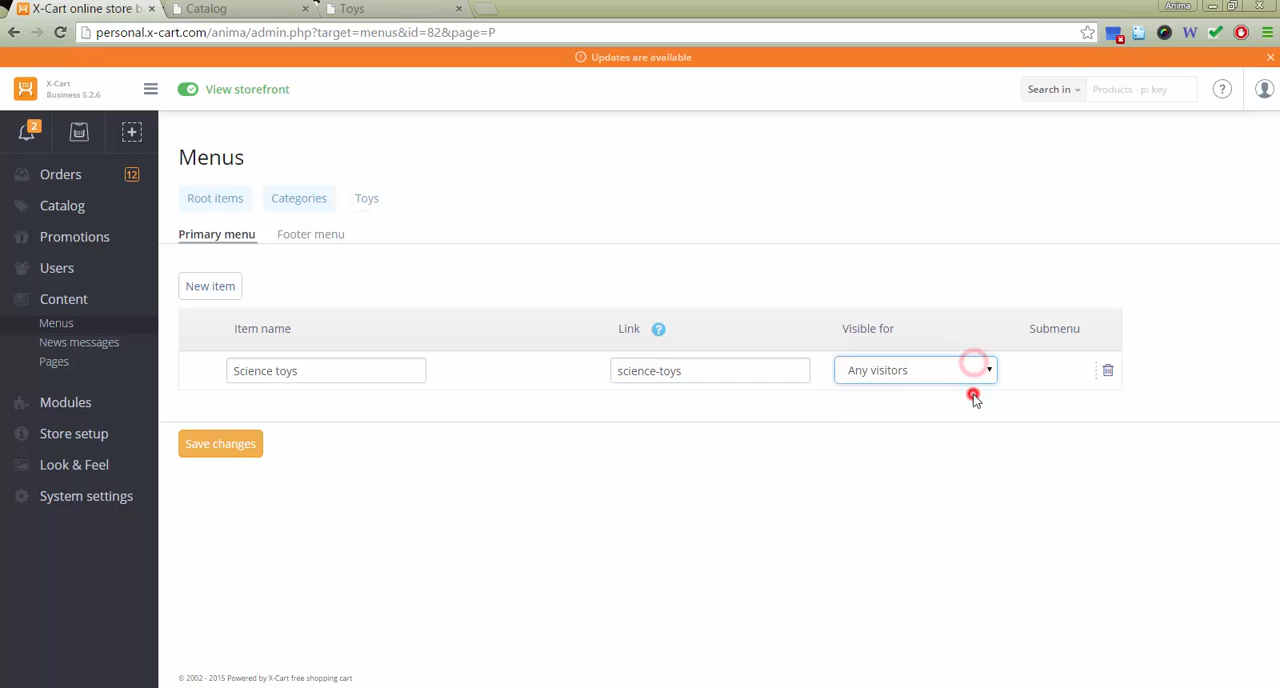 X-Cart online store b
Catalog
Toys
Anima
personal.x-cart.com/anima/admin.php?target=menus&id=82&page=P
Updates are available
X-Cart
Business 5.2.6
View storefront
Search in
Products - p: key
?
2
Orders
12
Catalog
Promotions
Users
Content
Menus
News messages
Pages
Modules
Store setup
Look & Feel
System settings
Menus
Root items
Categories
Toys
Primary menu
Footer menu
New item
Item name
Link ?
Visible for
Submenu
Science toys
science-toys
Any visitors
Save changes
© 2002 - 2015 Powered by X-Cart free shopping cart